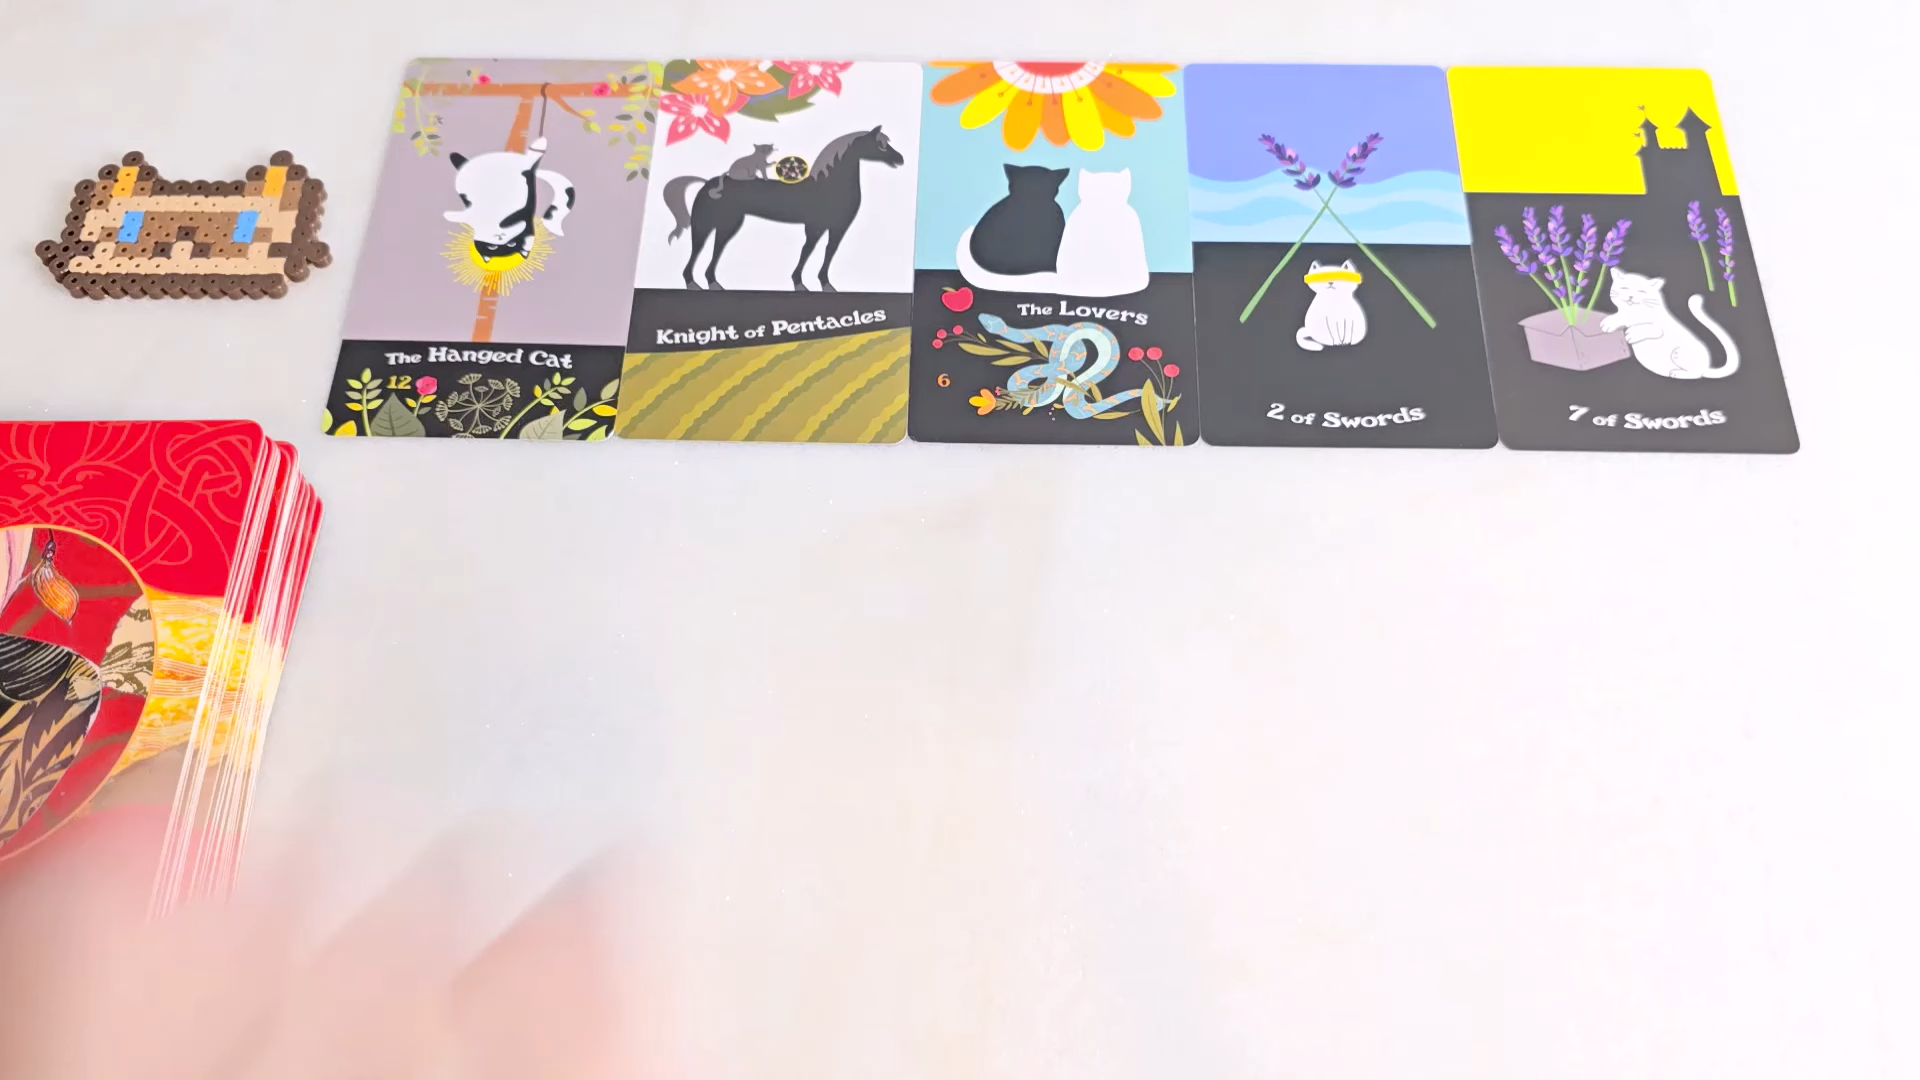 The Hanged Cat
12
Knight of Pentacles
The Lovers
6
2 of Swords
7 of Swords